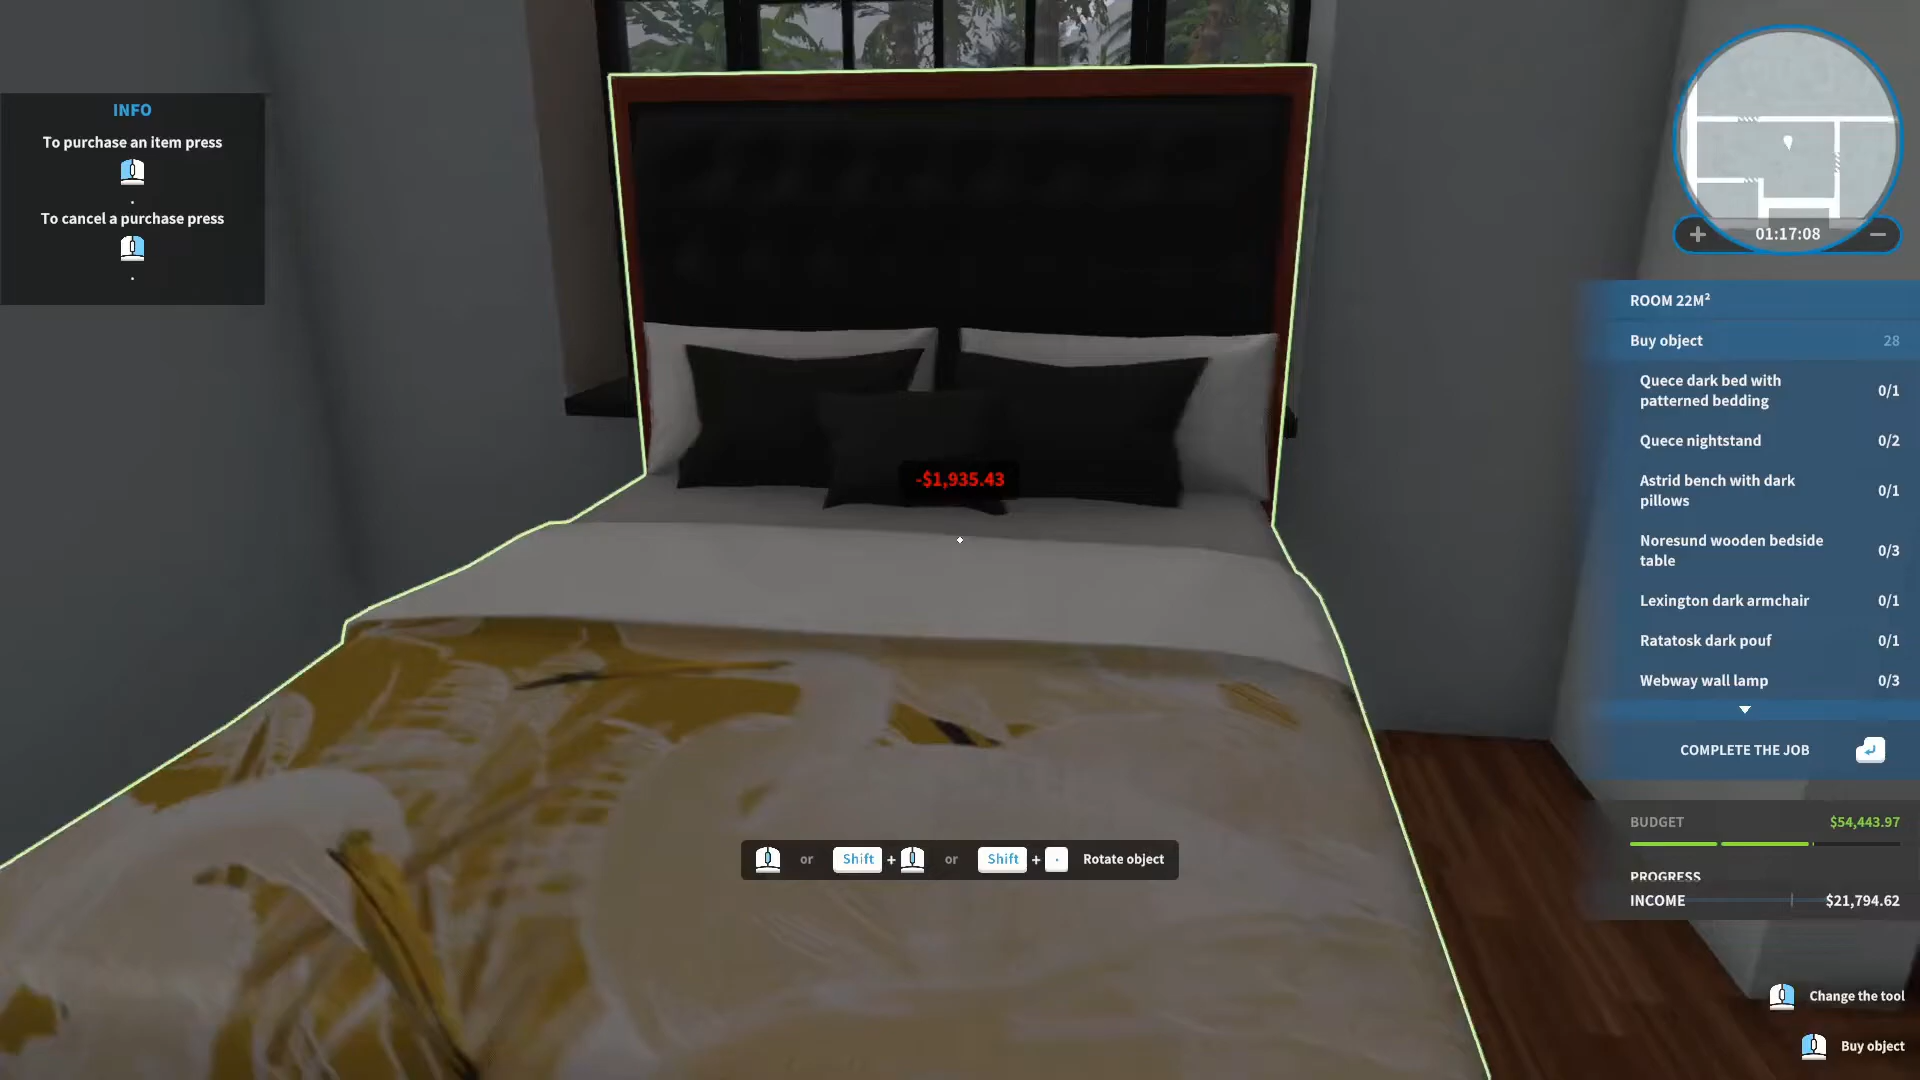 INFO
To purchase an item press
.
To cancel a purchase press
.
-$1,935.43
or Shift + or Shift + . Rotate object
+ 01:17:08 −
ROOM 22M²
Buy object 28
Quece dark bed with
patterned bedding 0/1
Quece nightstand 0/2
Astrid bench with dark
pillows 0/1
Noresund wooden bedside
table 0/3
Lexington dark armchair 0/1
Ratatosk dark pouf 0/1
Webway wall lamp 0/3
COMPLETE THE JOB
BUDGET $54,443.97
PROGRESS
INCOME $21,794.62
Change the tool
Buy object